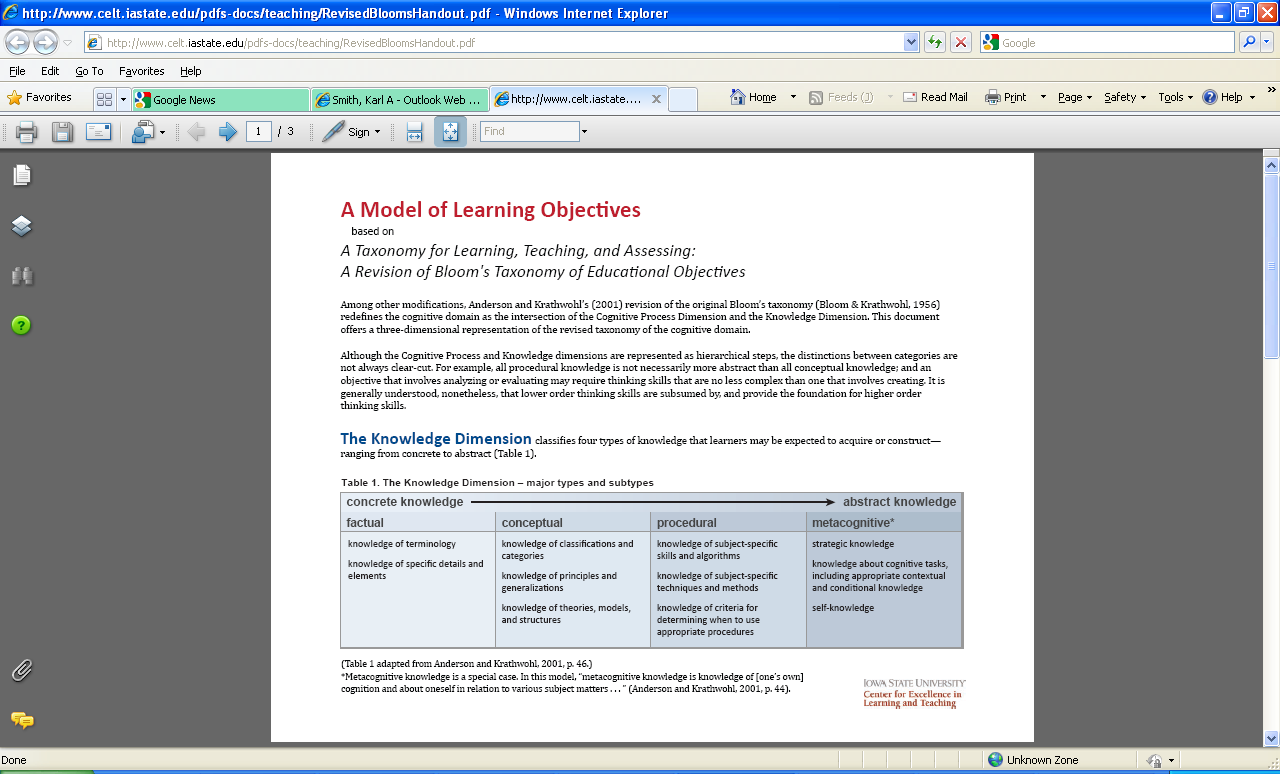 http://www.celt.iastate.edu/pdfs-docs/teaching/RevisedBloomsHandout.pdf - Windows Internet Explorer
http://www.celt.iastate.edu/pdfs-docs/teaching/RevisedBloomsHandout.pdf
Google
File Edit Go To Favorites Help
Favorites
Google News
Smith, Karl A - Outlook Web ...
http://www.celt.iastate....
Home Feeds (J) Read Mail Print Page Safety Tools Help
1 / 3 Sign Find
A Model of Learning Objectives
based on
A Taxonomy for Learning, Teaching, and Assessing:
A Revision of Bloom's Taxonomy of Educational Objectives
Among other modifications, Anderson and Krathwohl's (2001) revision of the original Bloom's taxonomy (Bloom & Krathwohl, 1956)
redefines the cognitive domain as the intersection of the Cognitive Process Dimension and the Knowledge Dimension. This document
offers a three-dimensional representation of the revised taxonomy of the cognitive domain.
Although the Cognitive Process and Knowledge dimensions are represented as hierarchical steps, the distinctions between categories are
not always clear-cut. For example, all procedural knowledge is not necessarily more abstract than all conceptual knowledge; and an
objective that involves analyzing or evaluating may require thinking skills that are no less complex than one that involves creating. It is
generally understood, nonetheless, that lower order thinking skills are subsumed by, and provide the foundation for higher order
thinking skills.
The Knowledge Dimension classifies four types of knowledge that learners may be expected to acquire or construct—
ranging from concrete to abstract (Table 1).
Table 1. The Knowledge Dimension – major types and subtypes
concrete knowledge abstract knowledge
factual
knowledge of terminology
knowledge of specific details and
elements
conceptual
knowledge of classifications and
categories
knowledge of principles and
generalizations
knowledge of theories, models,
and structures
procedural
knowledge of subject-specific
skills and algorithms
knowledge of subject-specific
techniques and methods
knowledge of criteria for
determining when to use
appropriate procedures
metacognitive*
strategic knowledge
knowledge about cognitive tasks,
including appropriate contextual
and conditional knowledge
self-knowledge
(Table 1 adapted from Anderson and Krathwohl, 2001, p. 46.)
*Metacognitive knowledge is a special case. In this model, "metacognitive knowledge is knowledge of [one's own]
cognition and about oneself in relation to various subject matters . . . " (Anderson and Krathwohl, 2001, p. 44).
IOWA STATE UNIVERSITY
Center for Excellence in
Learning and Teaching
Done
Unknown Zone